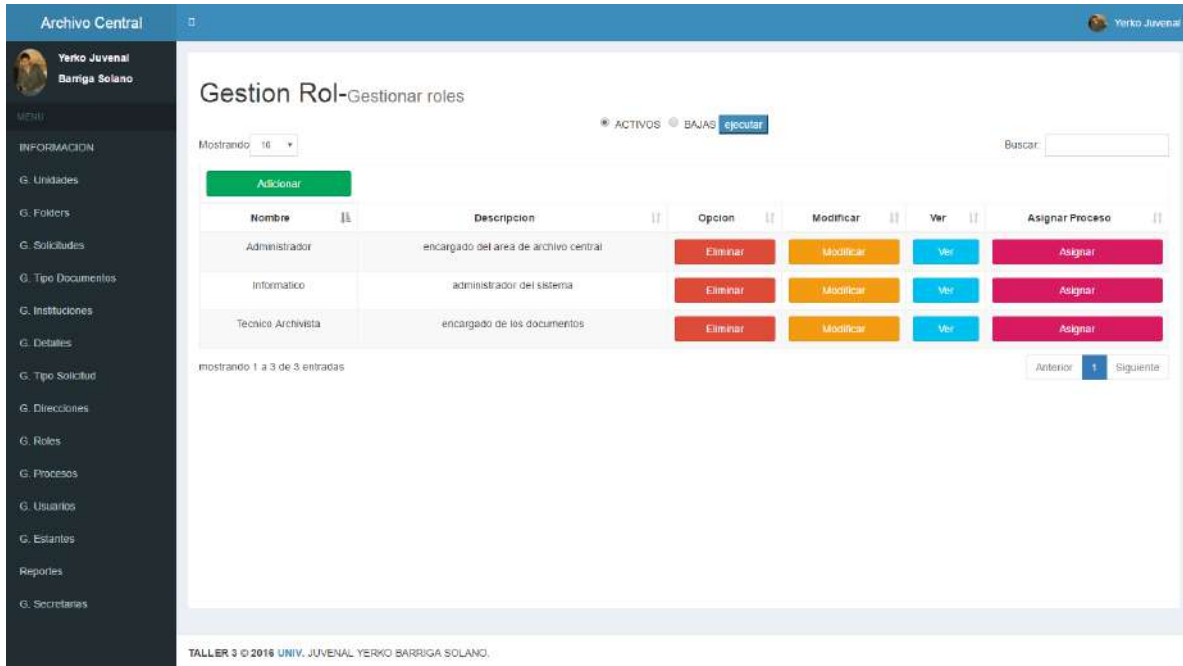 Archivo Central
Yerko Juvenal
Yerko Juvenal
Barriga Solano
MENU
INFORMACION
G. Unidades
G. Folders
G. Solicitudes
G. Tipo Documentos
G. Instituciones
G. Detalles
G. Tipo Solicitud
G. Direcciones
G. Roles
G. Procesos
G. Usuarios
G. Estantes
Reportes
G. Secretarias
Gestion Rol-Gestionar roles
ACTIVOS BAJAS ejecutar
Mostrando 10 Buscar:
Adicionar
Nombre Descripcion Opcion Modificar Ver Asignar Proceso
Administrador encargado del area de archivo central Eliminar Modificar Ver Asignar
Informatico administrador del sistema Eliminar Modificar Ver Asignar
Tecnico Archivista encargado de los documentos Eliminar Modificar Ver Asignar
mostrando 1 a 3 de 3 entradas Anterior 1 Siguiente
TALLER 3 © 2016 UNIV. JUVENAL YERKO BARRIGA SOLANO.